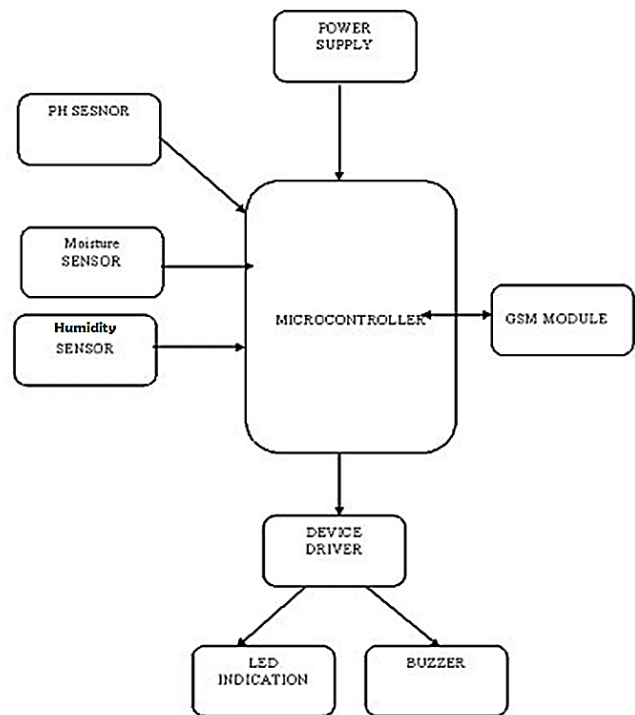 POWER
SUPPLY
PH SESNOR
Moisture
SENSOR
Humidity
SENSOR
MICROCONTROLLER
GSM MODULE
DEVICE
DRIVER
LED
INDICATION
BUZZER